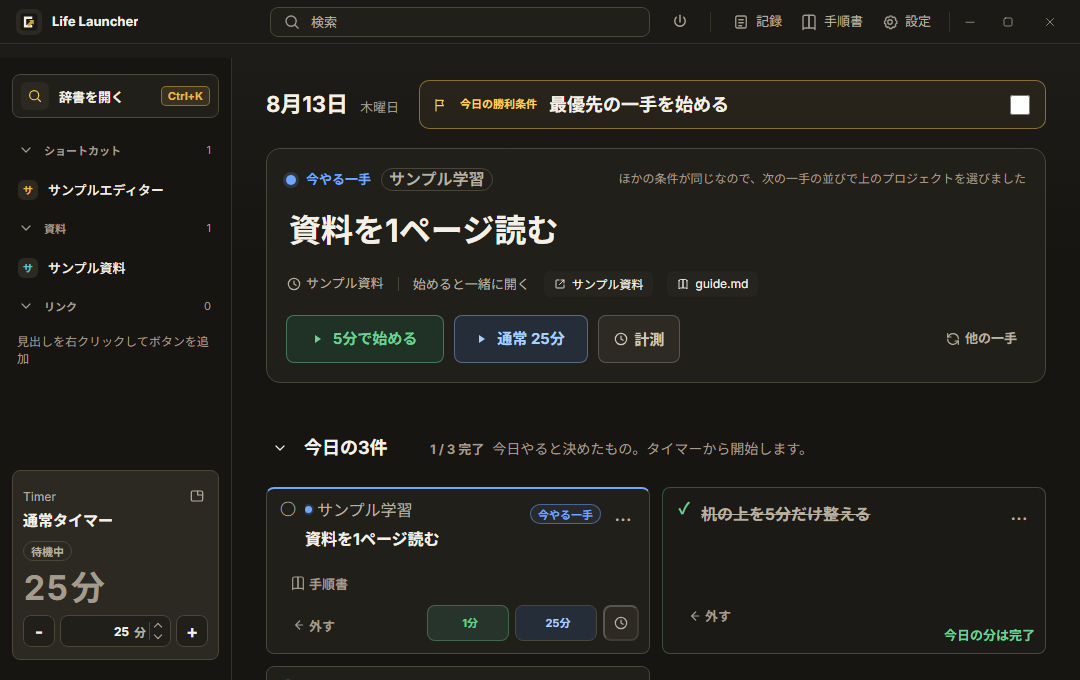 Life Launcher
検索
記録
手順書
設定
辞書を開く
Ctrl+K
ショートカット
1
サ
サンプルエディター
資料
1
サ
サンプル資料
リンク
0
見出しを右クリックしてボタンを追
加
Timer
通常タイマー
待機中
25分
-
25 分
+
8月13日
木曜日
今日の勝利条件
最優先の一手を始める
今やる一手
サンプル学習
ほかの条件が同じなので、次の一手の並びで上のプロジェクトを選びました
資料を1ページ読む
サンプル資料
始めると一緒に開く
サンプル資料
guide.md
5分で始める
通常 25分
計測
他の一手
今日の3件
1 / 3 完了
今日やると決めたもの。タイマーから開始します。
サンプル学習
今やる一手
...
資料を1ページ読む
手順書
← 外す
1分
25分
✓
机の上を5分だけ整える
...
← 外す
今日の分は完了